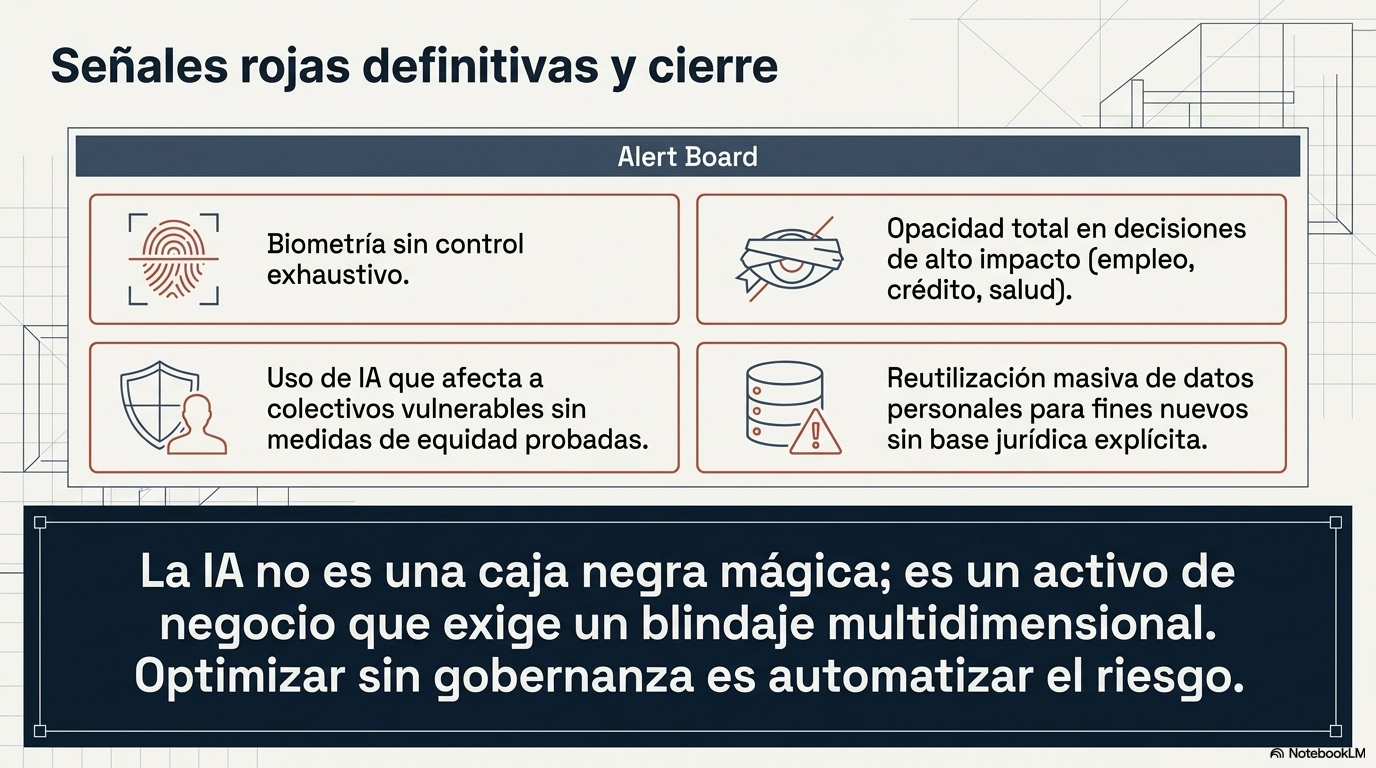 Señales rojas definitivas y cierre
Alert Board
Biometría sin control
exhaustivo.
Opacidad total en decisiones
de alto impacto (empleo,
crédito, salud).
Uso de IA que afecta a
colectivos vulnerables sin
medidas de equidad probadas.
Reutilización masiva de datos
personales para fines nuevos
sin base jurídica explícita.
La IA no es una caja negra mágica; es un activo de
negocio que exige un blindaje multidimensional.
Optimizar sin gobernanza es automatizar el riesgo.
NotebookLM